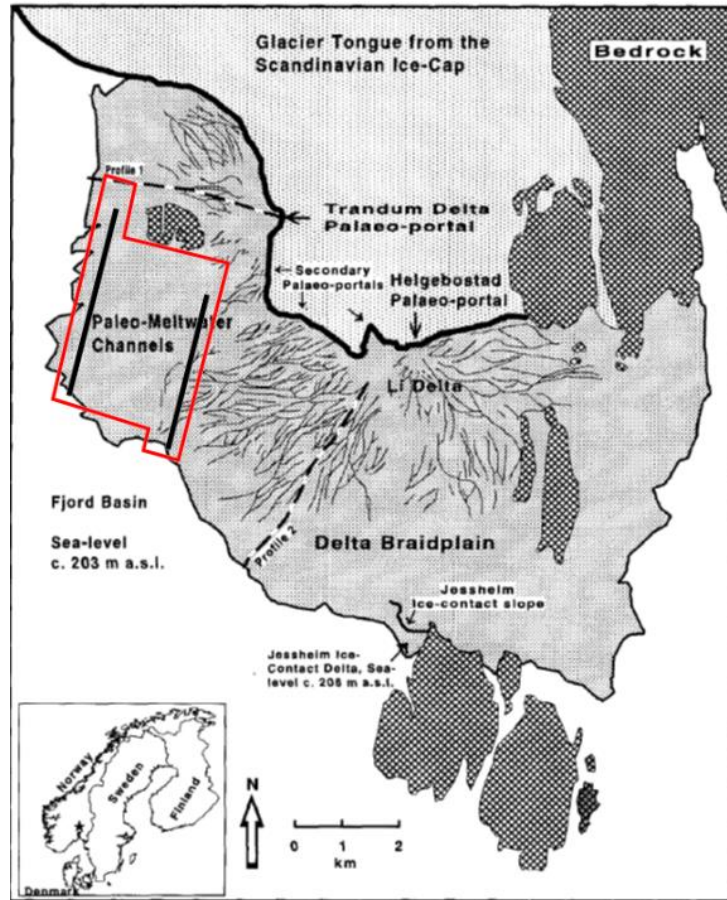 Glacier Tongue from the
Scandinavian Ice-Cap
Bedrock
Profile 1
Trandum Delta
Palaeo-portal
Secondary
Palaeo-portals
Helgebostad
Palaeo-portal
Paleo-Meltwater
Channels
Li Delta
Fjord Basin
Sea-level
c. 203 m a.s.l.
Profile 2
Delta Braidplain
Jessheim
Ice-contact slope
Jessheim Ice-
Contact Delta, Sea-
level c. 206 m a.s.l.
Norway
Sweden
Finland
Denmark
N
0 1 2
km